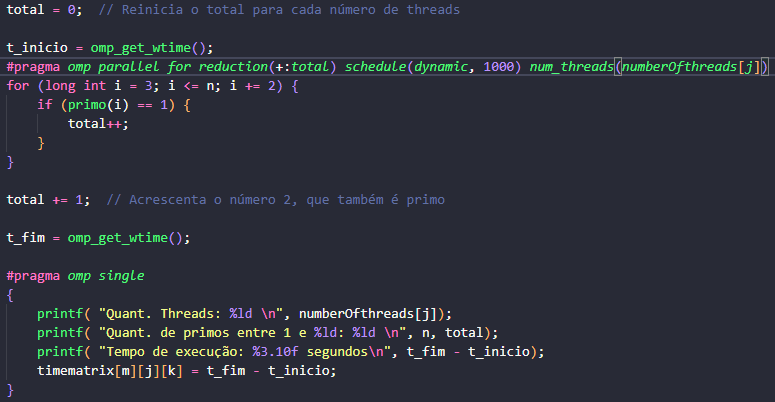 total = 0;  // Reinicia o total para cada número de threads
t_inicio = omp_get_wtime();
#pragma omp parallel for reduction(+:total) schedule(dynamic, 1000) num_threads(numberOfthreads[j])
for (long int i = 3; i <= n; i += 2) {
    if (primo(i) == 1) {
        total++;
    }
}
total += 1;  // Acrescenta o número 2, que também é primo
t_fim = omp_get_wtime();
#pragma omp single
{
    printf( "Quant. Threads: %ld \n", numberOfthreads[j]);
    printf( "Quant. de primos entre 1 e %ld: %ld \n", n, total);
    printf( "Tempo de execução: %3.10f segundos\n", t_fim - t_inicio);
    timematrix[m][j][k] = t_fim - t_inicio;
}